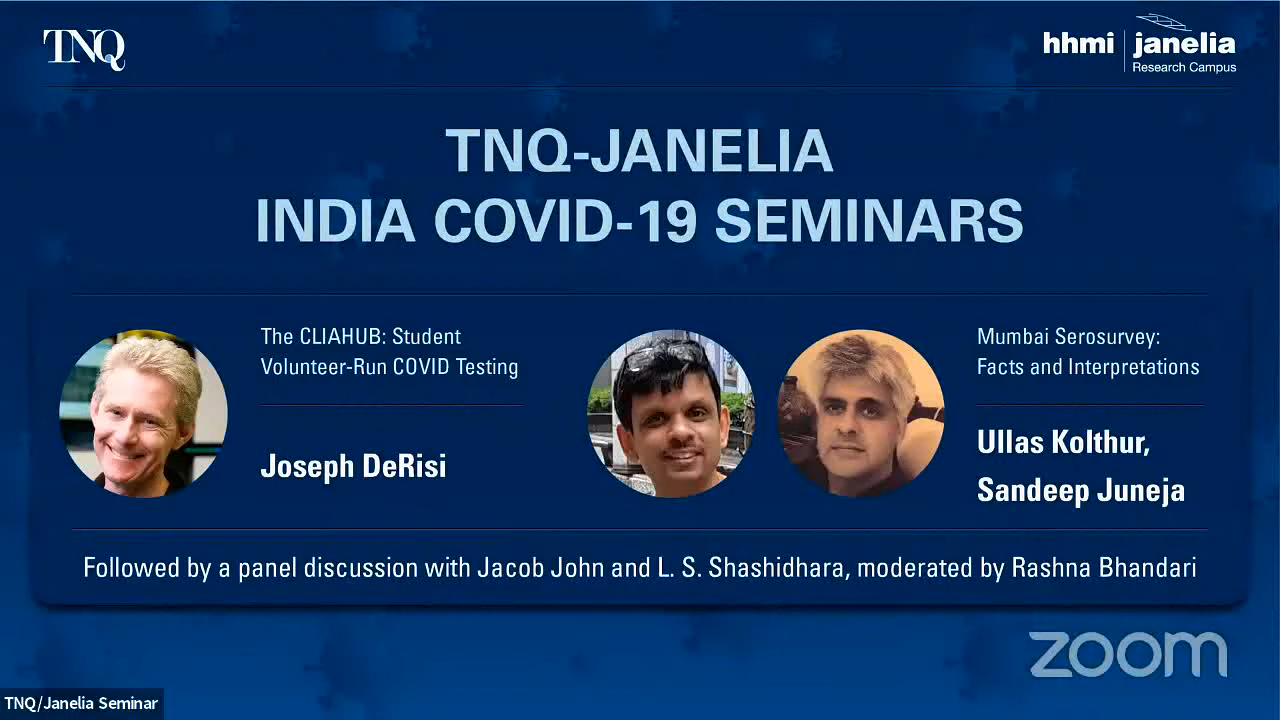 TNQ
hhmi janelia
Research Campus
TNQ-JANELIA
INDIA COVID-19 SEMINARS
The CLIAHUB: Student
Volunteer-Run COVID Testing
Joseph DeRisi
Mumbai Serosurvey:
Facts and Interpretations
Ullas Kolthur,
Sandeep Juneja
Followed by a panel discussion with Jacob John and L. S. Shashidhara, moderated by Rashna Bhandari
zoom
TNQ/Janelia Seminar